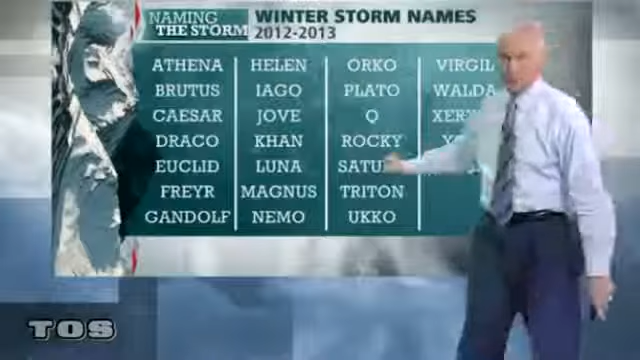 NAMING
THE STORM
WINTER STORM NAMES
2012-2013
ATHENA
BRUTUS
CAESAR
DRACO
EUCLID
FREYR
GANDOLF
HELEN
IAGO
JOVE
KHAN
LUNA
MAGNUS
NEMO
ORKO
PLATO
Q
ROCKY
TRITON
UKKO
VIRGIL
WALDA
TOS